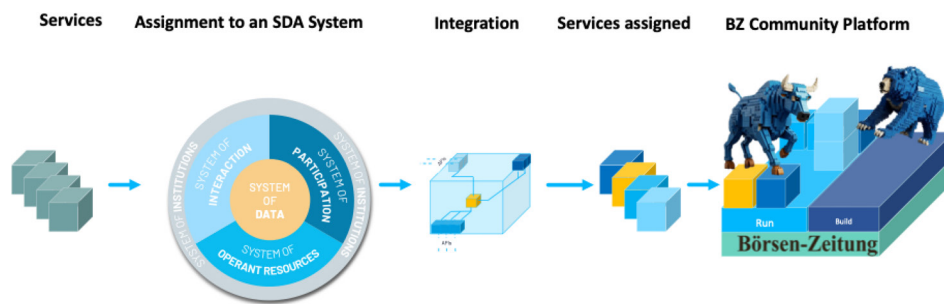 Services
Assignment to an SDA System
Integration
Services assigned
BZ Community Platform
SYSTEM OF INSTITUTIONS
SYSTEM OF
INTERACTION
SYSTEM OF
PARTICIPATION
SYSTEM OF INSTITUTIONS
SYSTEM
OF
DATA
SYSTEM OF
OPERANT RESOURCES
APIs
APIs
Run
Build
Börsen-Zeitung